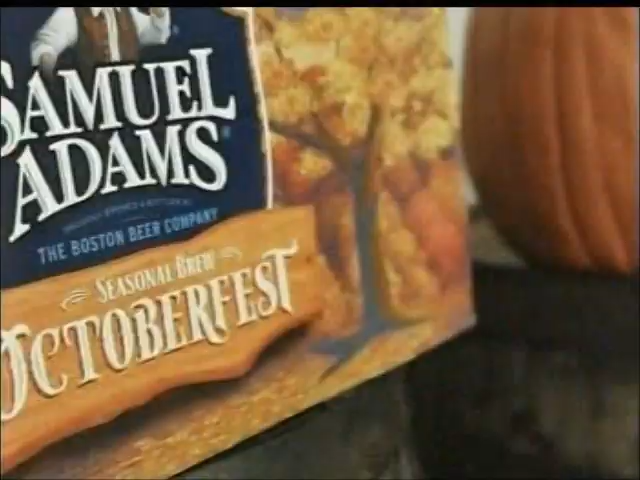 SAMUEL
ADAMS
THE BOSTON BEER COMPANY
SEASONAL BREW
OCTOBERFEST